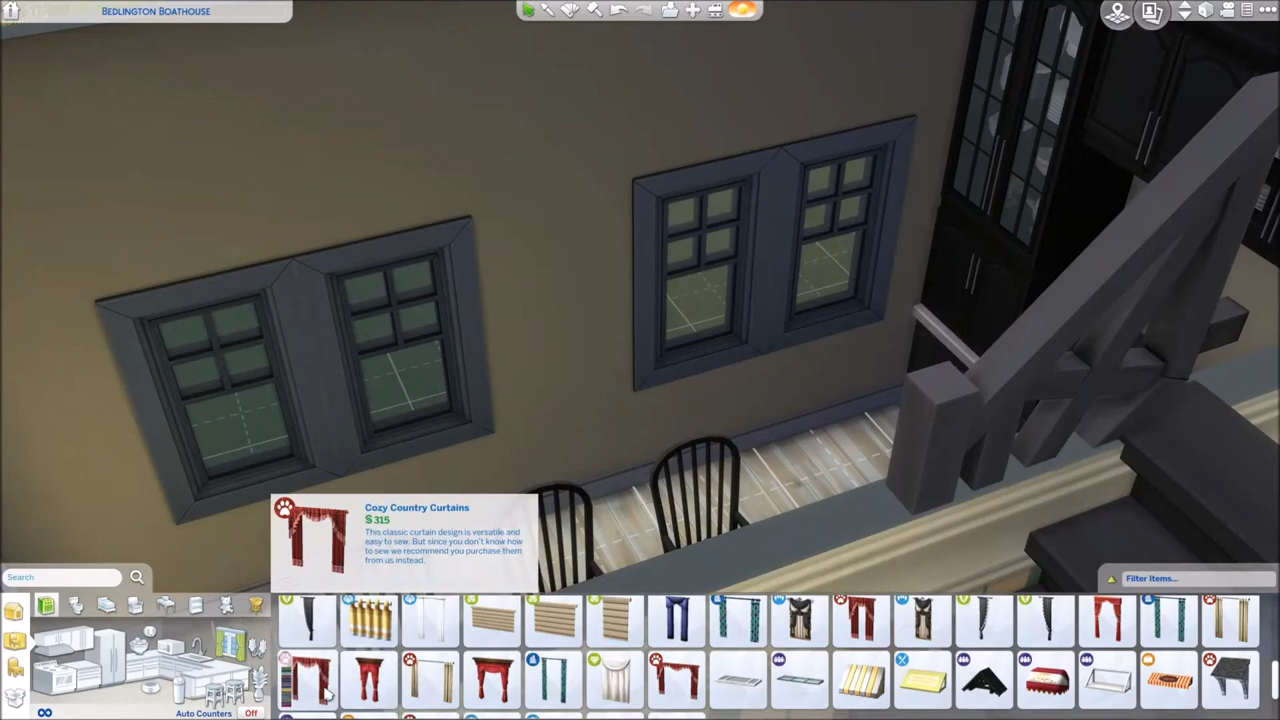 Bedlington Boathouse
Cozy Country Curtains
§315
This classic curtain design is versatile and
easy to sew. But since you don't know how
to sew we recommend you purchase them
from us instead.
Search
Filter Items...
Auto Counters
Off